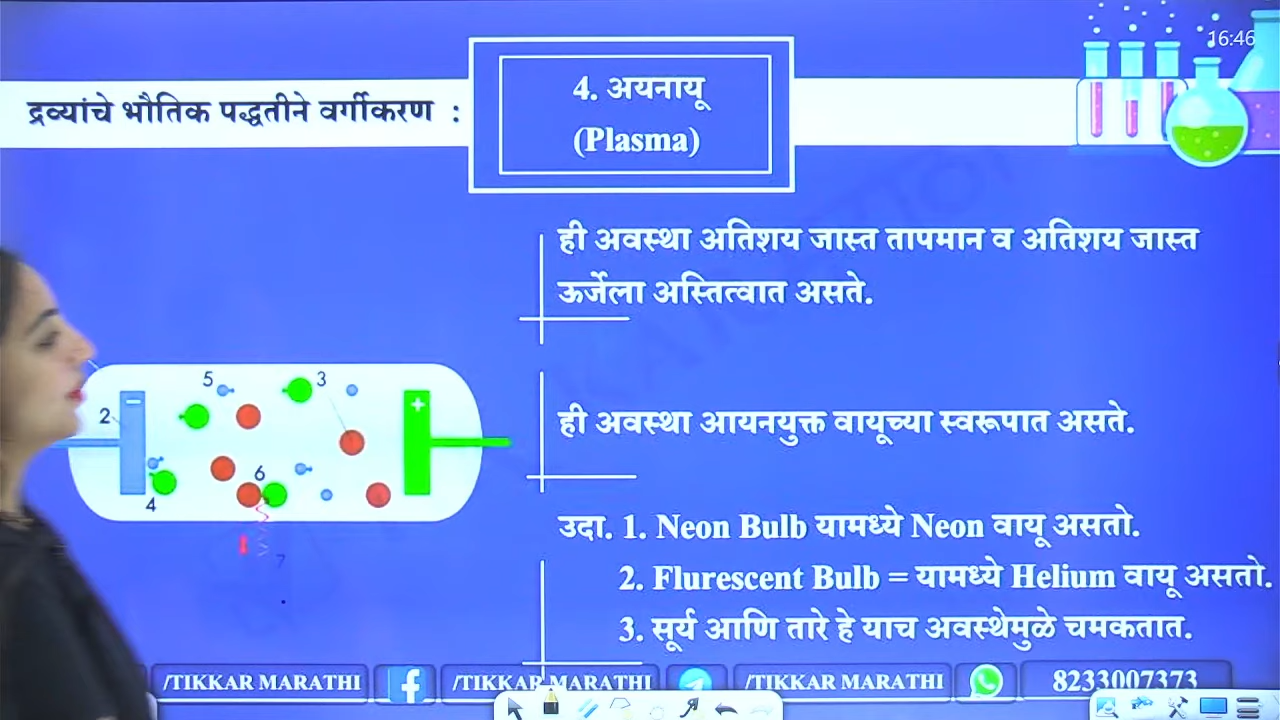 16:46
द्रव्यांचे भौतिक पद्धतीने वर्गीकरण :
4. अयनायू
(Plasma)
ही अवस्था अतिशय जास्त तापमान व अतिशय जास्त
ऊर्जेला अस्तित्वात असते.
ही अवस्था आयनयुक्त वायूच्या स्वरूपात असते.
उदा. 1. Neon Bulb यामध्ये Neon वायू असतो.
2. Flurescent Bulb = यामध्ये Helium वायू असतो.
3. सूर्य आणि तारे हे याच अवस्थेमुळे चमकतात.
5
3
2
+
6
4
7
/TIKKAR MARATHI
/TIKKAR MARATHI
/TIKKAR MARATHI
8233007373